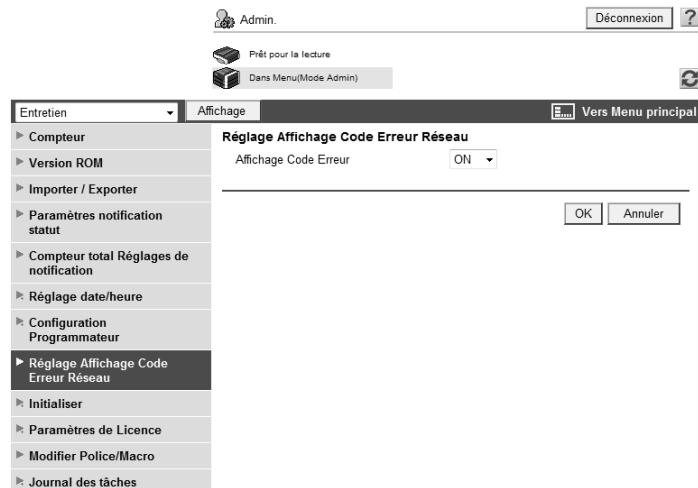 Admin.
Déconnexion
?
Prêt pour la lecture
Dans Menu(Mode Admin)
Entretien
Affichage
Vers Menu principal
Compteur
Version ROM
Importer / Exporter
Paramètres notification
statut
Compteur total Réglages de
notification
Réglage date/heure
Configuration
Programmateur
Réglage Affichage Code
Erreur Réseau
Initialiser
Paramètres de Licence
Modifier Police/Macro
Journal des tâches
Réglage Affichage Code Erreur Réseau
Affichage Code Erreur
ON
OK
Annuler